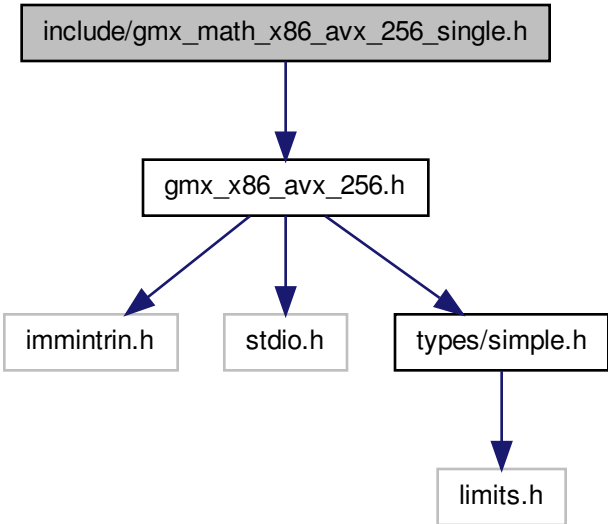 include/gmx_math_x86_avx_256_single.h
gmx_x86_avx_256.h
immintrin.h
stdio.h
types/simple.h
limits.h